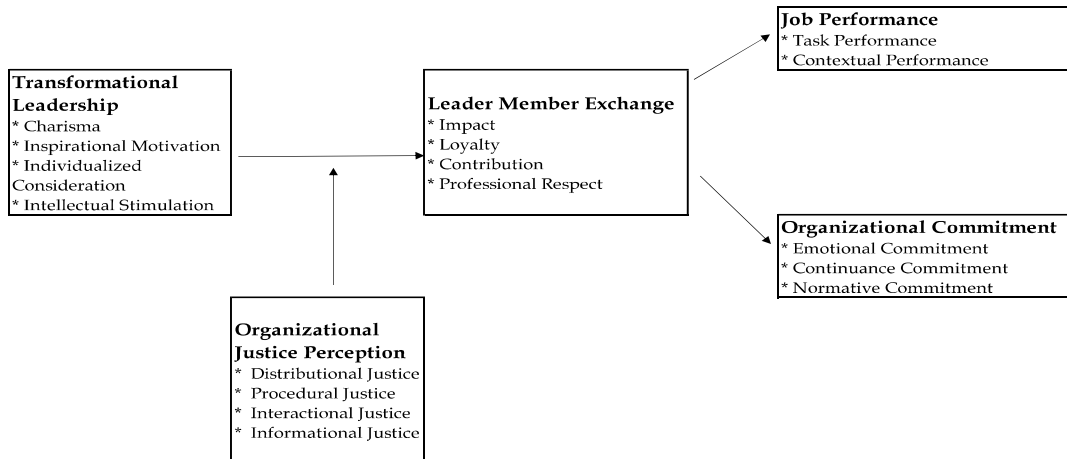 Transformational
Leadership
* Charisma
* Inspirational Motivation
* Individualized
Consideration
* Intellectual Stimulation
Leader Member Exchange
* Impact
* Loyalty
* Contribution
* Professional Respect
Job Performance
* Task Performance
* Contextual Performance
Organizational Commitment
* Emotional Commitment
* Continuance Commitment
* Normative Commitment
Organizational
Justice Perception
* Distributional Justice
* Procedural Justice
* Interactional Justice
* Informational Justice